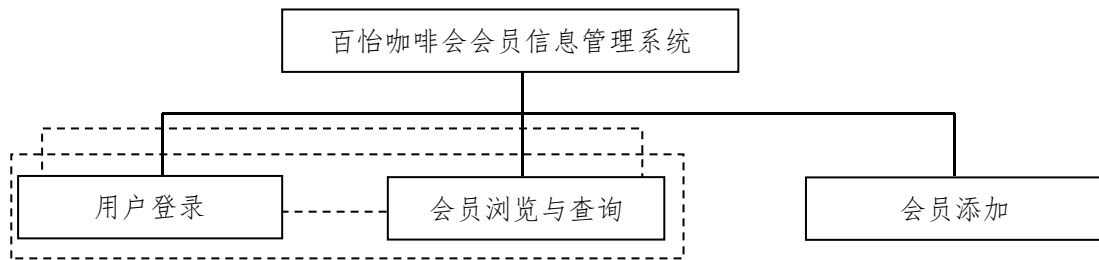 百怡咖啡会会员信息管理系统
用户登录
会员浏览与查询
会员添加